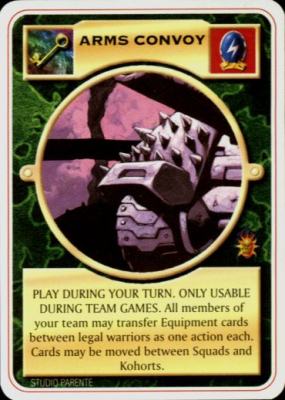 ARMS CONVOY
PLAY DURING YOUR TURN. ONLY USABLE
DURING TEAM GAMES. All members of
your team may transfer Equipment cards
between legal warriors as one action each.
Cards may be moved between Squads and
Kohorts.
STUDIO PARENTE